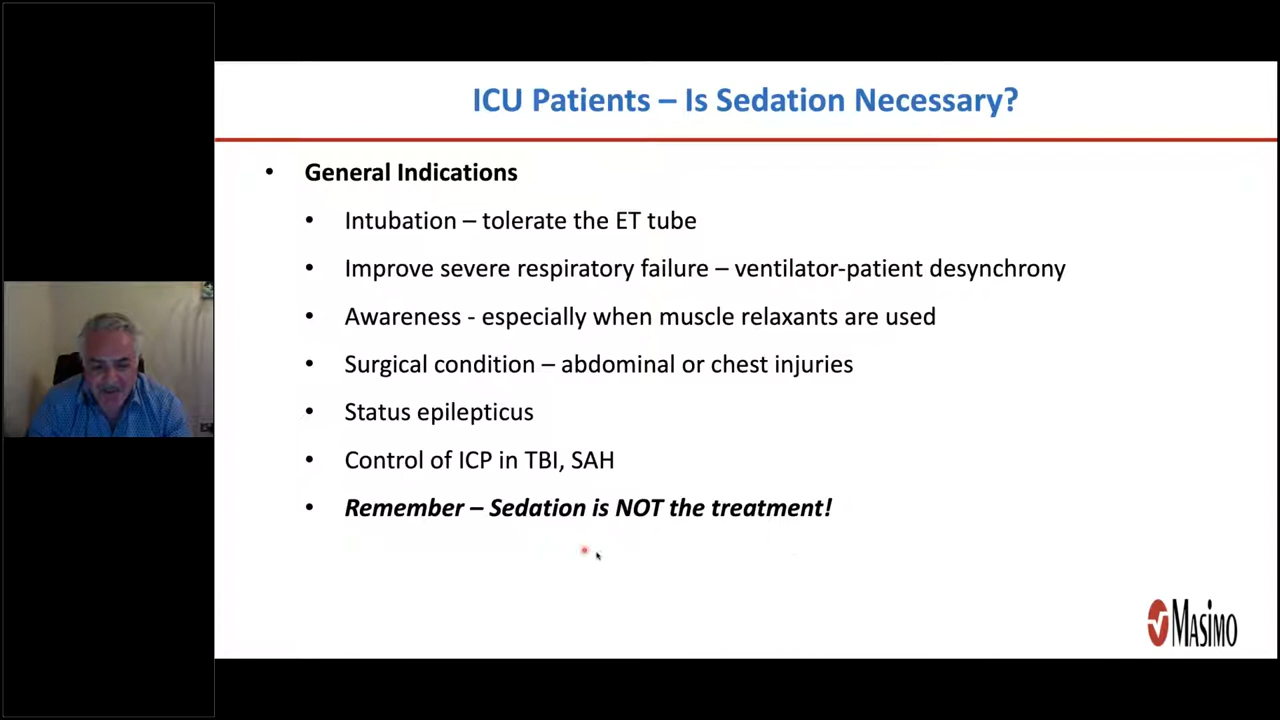 ICU Patients – Is Sedation Necessary?
• General Indications
• Intubation – tolerate the ET tube
• Improve severe respiratory failure – ventilator-patient desynchrony
• Awareness - especially when muscle relaxants are used
• Surgical condition – abdominal or chest injuries
• Status epilepticus
• Control of ICP in TBI, SAH
• Remember – Sedation is NOT the treatment!
Masimo